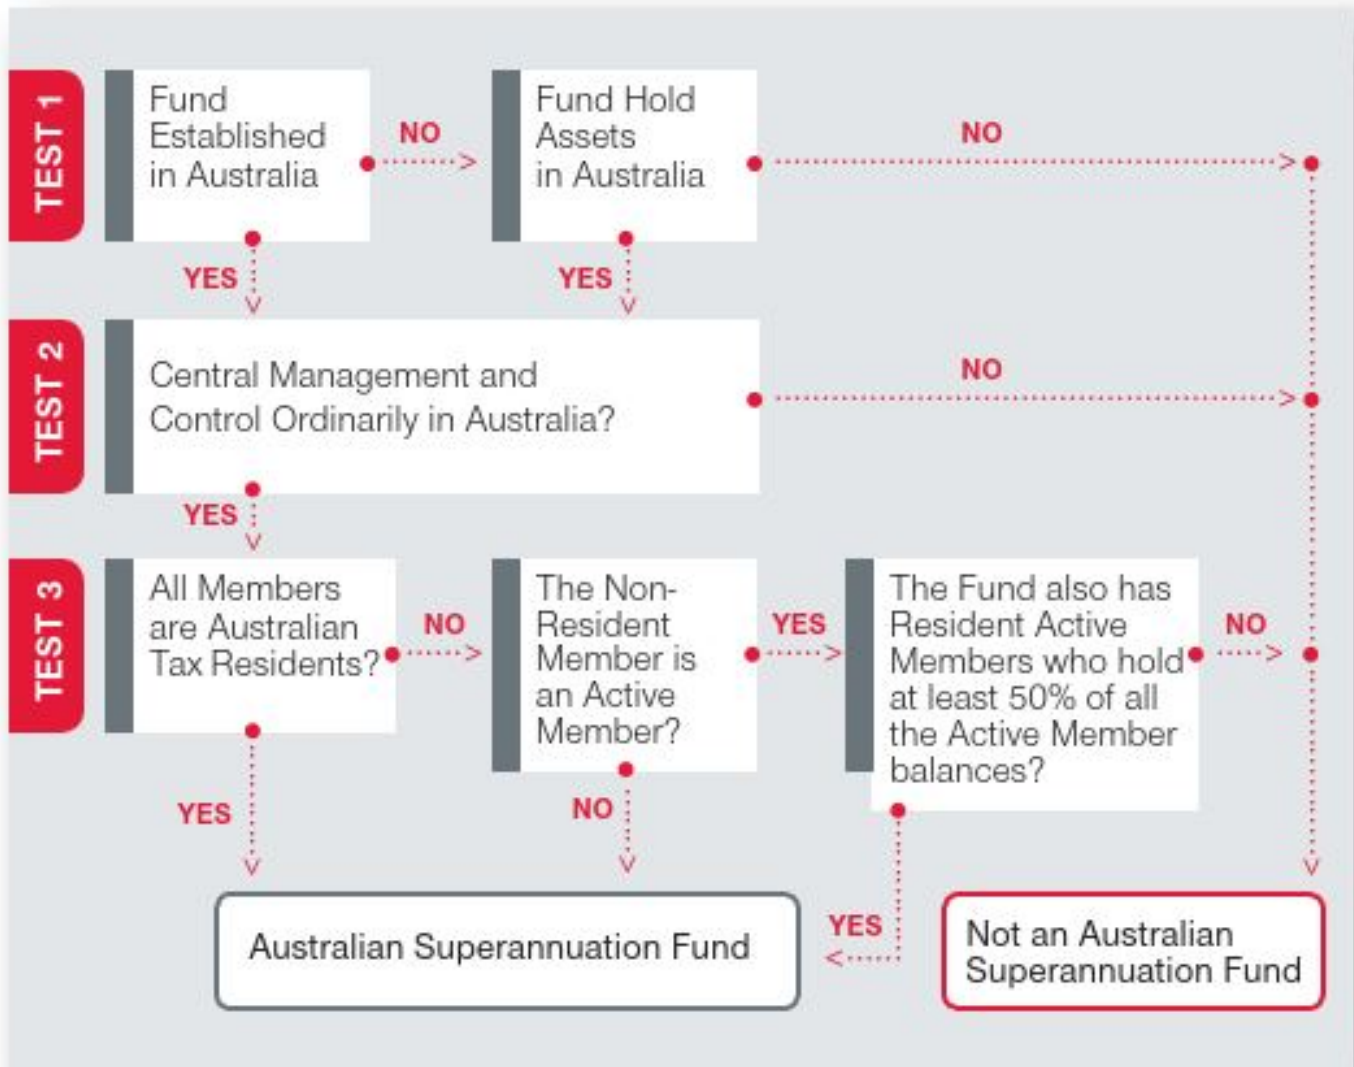 TEST 1
Fund
Established
in Australia
NO
Fund Hold
Assets
in Australia
NO
YES
YES
TEST 2
Central Management and
Control Ordinarily in Australia?
NO
YES
TEST 3
All Members
are Australian
Tax Residents?
NO
The Non-
Resident
Member is
an Active
Member?
YES
The Fund also has
Resident Active
Members who hold
at least 50% of all
the Active Member
balances?
NO
YES
NO
YES
Australian Superannuation Fund
Not an Australian
Superannuation Fund